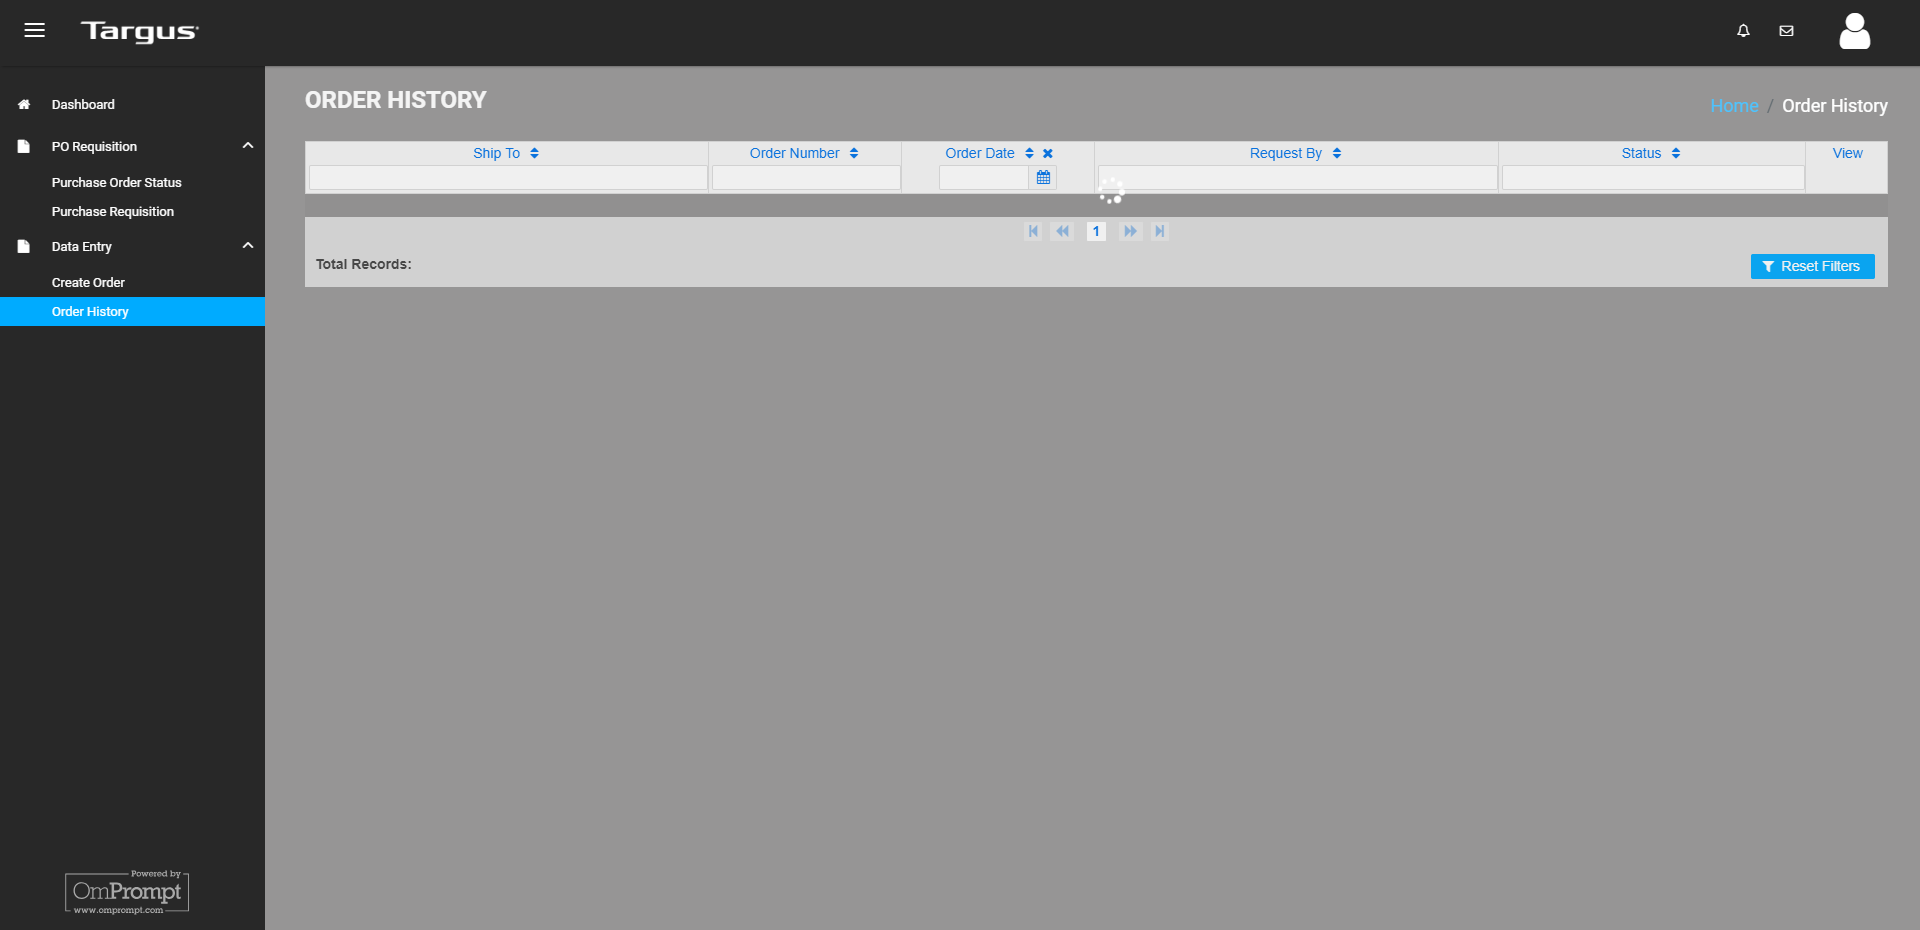 Targus
Dashboard
PO Requisition
Purchase Order Status
Purchase Requisition
Data Entry
Create Order
Order History
ORDER HISTORY
Home / Order History
Ship To Order Number Order Date Request By Status View
1
Total Records:
Reset Filters
Powered by
OmPrompt
www.omprompt.com